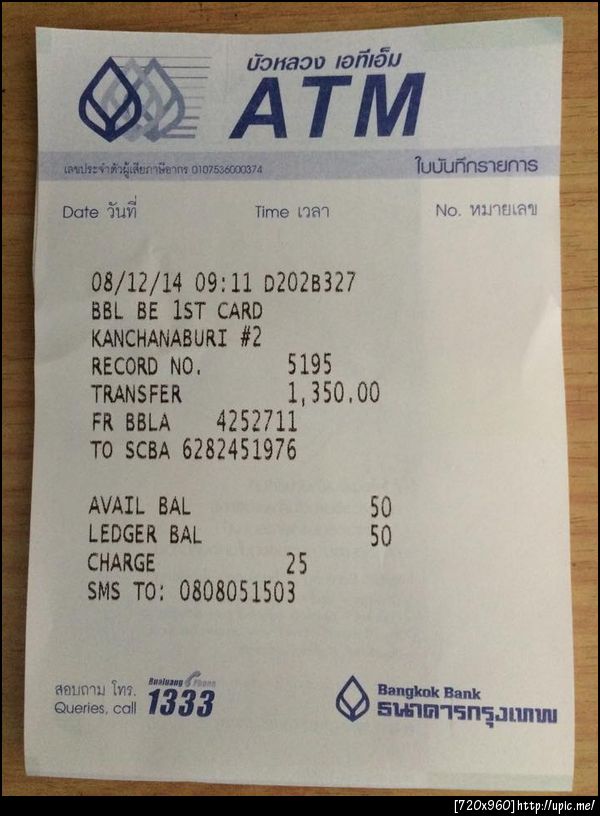 บัวหลวง เอทีเอ็ม
ATM
เลขประจำตัวผู้เสียภาษีอากร 0107536000374
ใบบันทึกรายการ
Date วันที่ Time เวลา No. หมายเลข
08/12/14 09:11 D202B327
BBL BE 1ST CARD
KANCHANABURI #2
RECORD NO. 5195
TRANSFER 1,350.00
FR BBLA 4252711
TO SCBA 6282451976
AVAIL BAL 50
LEDGER BAL 50
CHARGE 25
SMS TO: 0808051503
สอบถาม โทร. Bualuang Phone
Queries, call 1333
Bangkok Bank
ธนาคารกรุงเทพ
[720x960]http://upic.me/